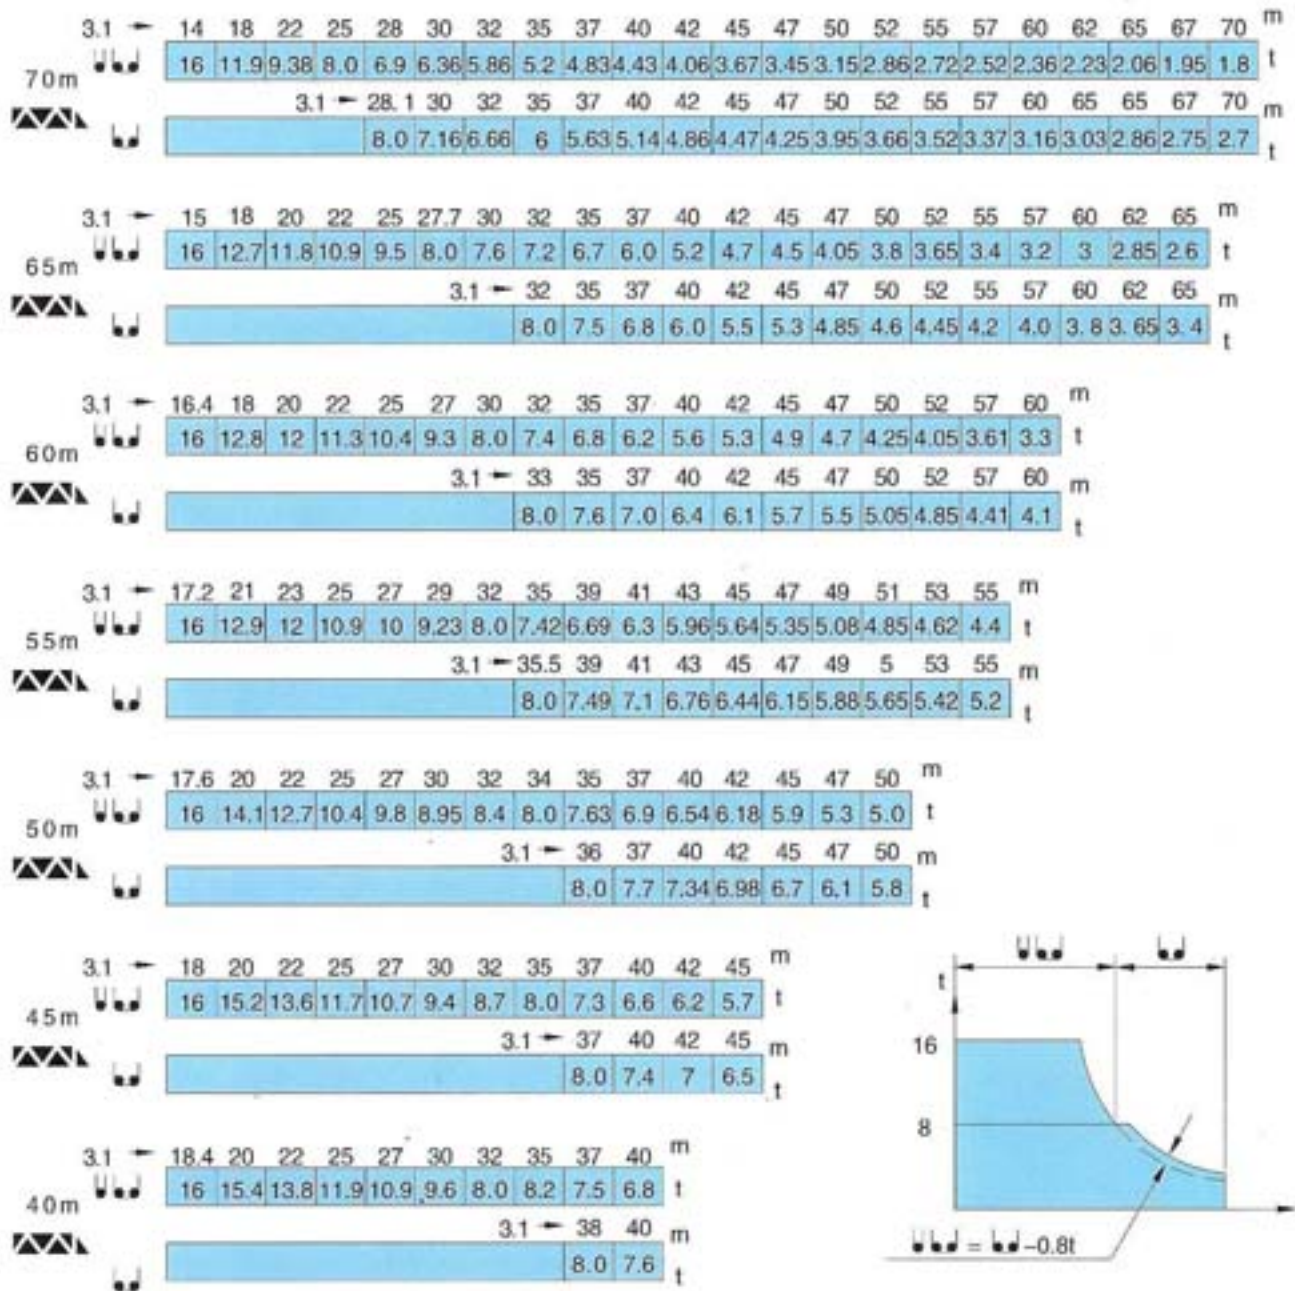 3.1 14 18 22 25 28 30 32 35 37 40 42 45 47 50 52 55 57 60 62 65 67 70 m
16 11.9 9.38 8.0 6.9 6.36 5.86 5.2 4.83 4.43 4.06 3.67 3.45 3.15 2.86 2.72 2.52 2.36 2.23 2.06 1.95 1.8 t
70m
3.1 28.1 30 32 35 37 40 42 45 47 50 52 55 57 60 65 65 67 70 m
8.0 7.16 6.66 6 5.63 5.14 4.86 4.47 4.25 3.95 3.66 3.52 3.37 3.16 3.03 2.86 2.75 2.7 t
3.1 15 18 20 22 25 27.7 30 32 35 37 40 42 45 47 50 52 55 57 60 62 65 m
16 12.7 11.8 10.9 9.5 8.0 7.6 7.2 6.7 6.0 5.2 4.7 4.5 4.05 3.8 3.65 3.4 3.2 3 2.85 2.6 t
65m
3.1 32 35 37 40 42 45 47 50 52 55 57 60 62 65 m
8.0 7.5 6.8 6.0 5.5 5.3 4.85 4.6 4.45 4.2 4.0 3.8 3.65 3.4 t
3.1 16.4 18 20 22 25 27 30 32 35 37 40 42 45 47 50 52 57 60 m
16 12.8 12 11.3 10.4 9.3 8.0 7.4 6.8 6.2 5.6 5.3 4.9 4.7 4.25 4.05 3.61 3.3 t
60m
3.1 33 35 37 40 42 45 47 50 52 57 60 m
8.0 7.6 7.0 6.4 6.1 5.7 5.5 5.05 4.85 4.41 4.1 t
3.1 17.2 21 23 25 27 29 32 35 39 41 43 45 47 49 51 53 55 m
16 12.9 12 10.9 10 9.23 8.0 7.42 6.69 6.3 5.96 5.64 5.35 5.08 4.85 4.62 4.4 t
55m
3.1 35.5 39 41 43 45 47 49 5 53 55 m
8.0 7.49 7.1 6.76 6.44 6.15 5.88 5.65 5.42 5.2 t
3.1 17.6 20 22 25 27 30 32 34 35 37 40 42 45 47 50 m
16 14.1 12.7 10.4 9.8 8.95 8.4 8.0 7.63 6.9 6.54 6.18 5.9 5.3 5.0 t
50m
3.1 36 37 40 42 45 47 50 m
8.0 7.7 7.34 6.98 6.7 6.1 5.8 t
3.1 18 20 22 25 27 30 32 35 37 40 42 45 m
16 15.2 13.6 11.7 10.7 9.4 8.7 8.0 7.3 6.6 6.2 5.7 t
45m
3.1 37 40 42 45 m
8.0 7.4 7 6.5 t
3.1 18.4 20 22 25 27 30 32 35 37 40 m
16 15.4 13.8 11.9 10.9 9.6 8.0 8.2 7.5 6.8 t
40m
3.1 38 40 m
8.0 7.6 t
t
16
8
= -0.8t